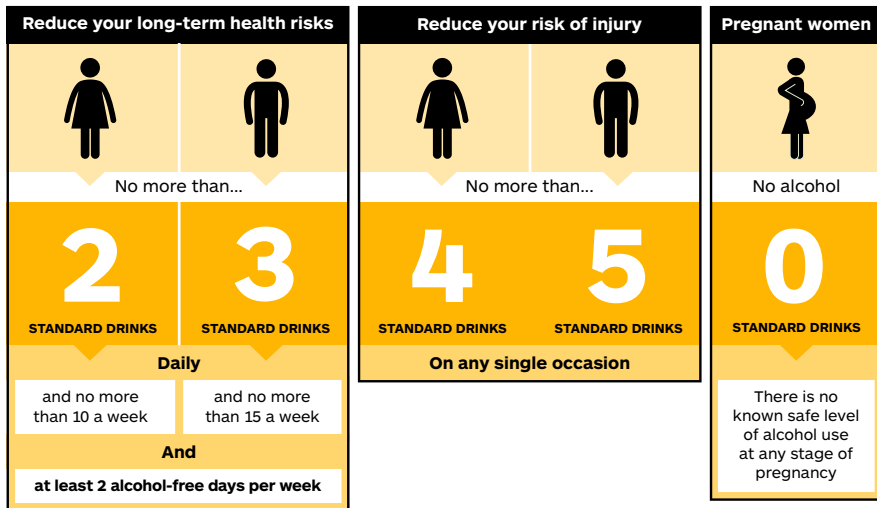 Reduce your long-term health risks
No more than...
2
STANDARD DRINKS
3
STANDARD DRINKS
Daily
and no more
than 10 a week
and no more
than 15 a week
And
at least 2 alcohol-free days per week
Reduce your risk of injury
No more than...
4
STANDARD DRINKS
5
STANDARD DRINKS
On any single occasion
Pregnant women
No alcohol
0
STANDARD DRINKS
There is no
known safe level
of alcohol use
at any stage of
pregnancy